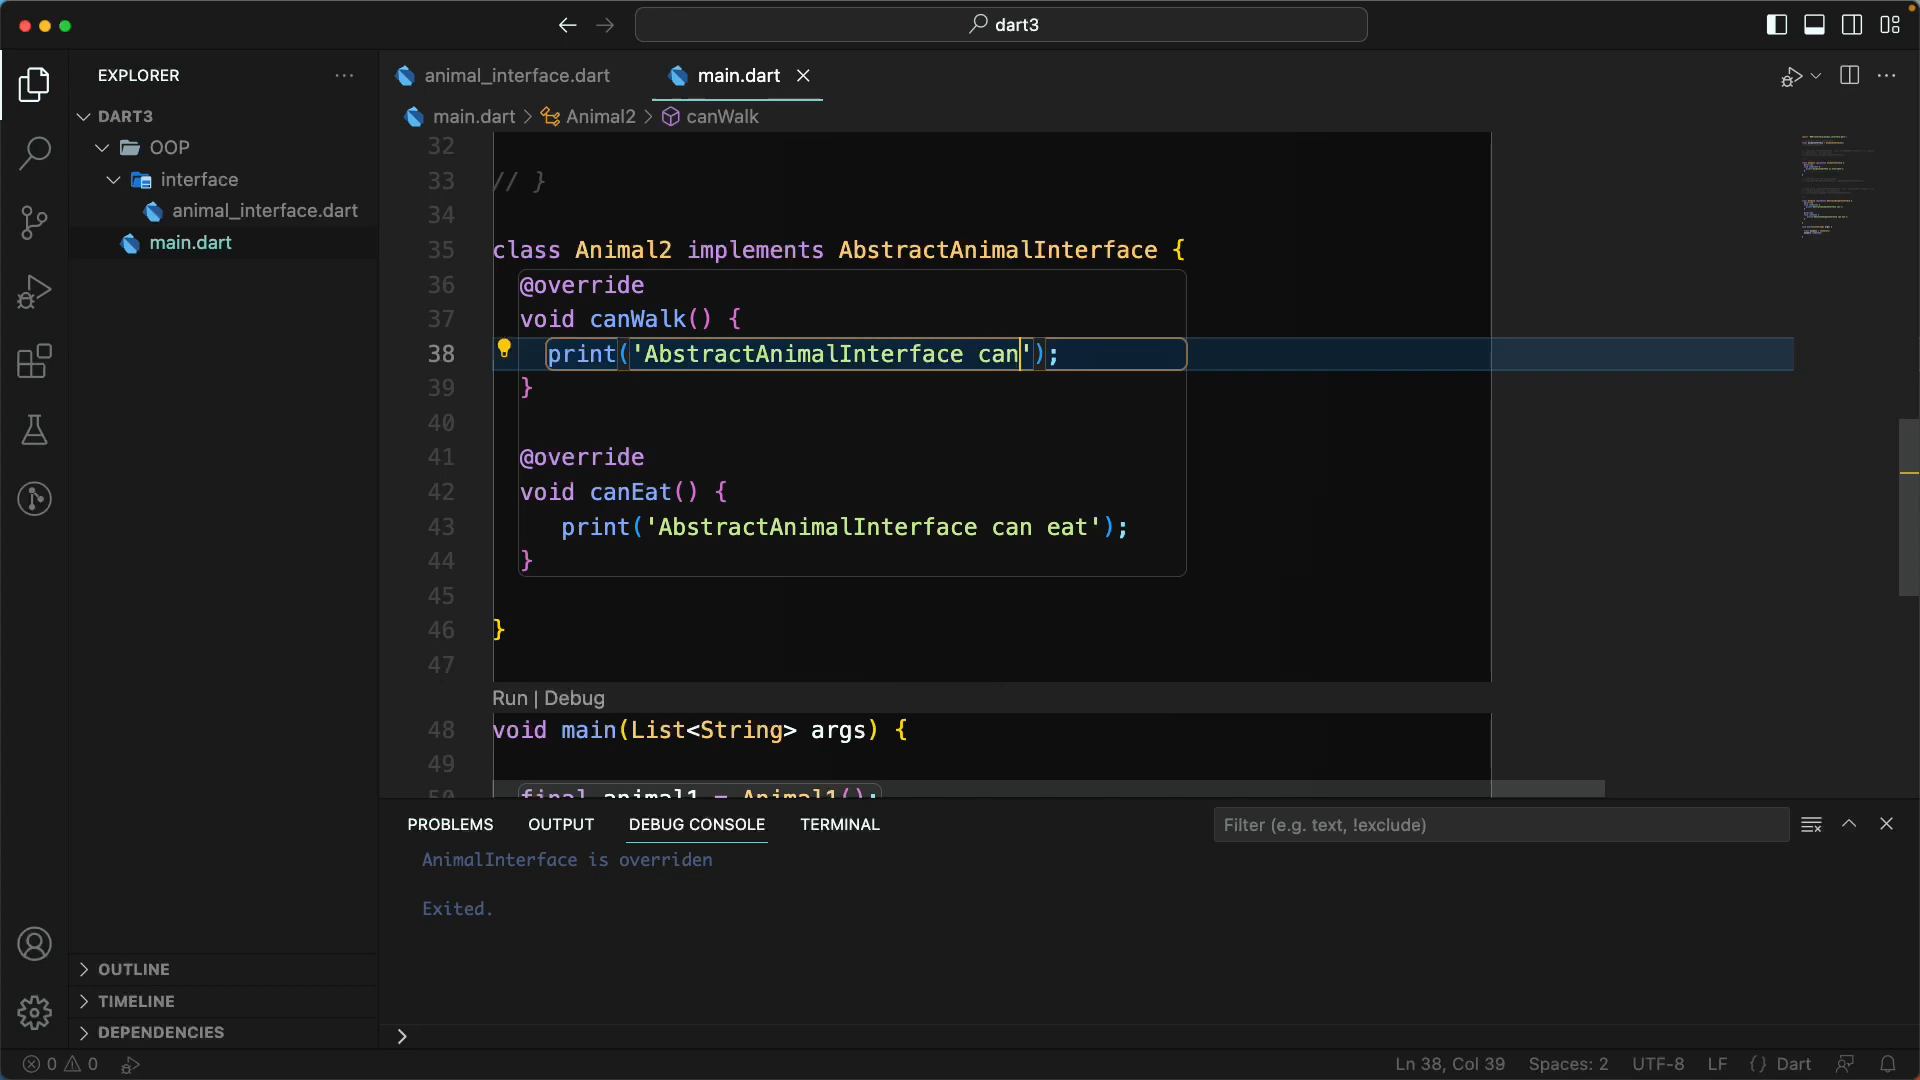 dart3
EXPLORER
DART3
OOP
interface
animal_interface.dart
main.dart
OUTLINE
TIMELINE
DEPENDENCIES
animal_interface.dart
main.dart
main.dart > Animal2 > canWalk
32
33 // }
34
35 class Animal2 implements AbstractAnimalInterface {
36 @override
37 void canWalk() {
38 print('AbstractAnimalInterface can');
39 }
40
41 @override
42 void canEat() {
43 print('AbstractAnimalInterface can eat');
44 }
45
46 }
47
Run | Debug
48 void main(List<String> args) {
49
50 final animal1 = Animal1();
PROBLEMS OUTPUT DEBUG CONSOLE TERMINAL
Filter (e.g. text, !exclude)
AnimalInterface is overriden
Exited.
0 0
Ln 38, Col 39 Spaces: 2 UTF-8 LF {} Dart